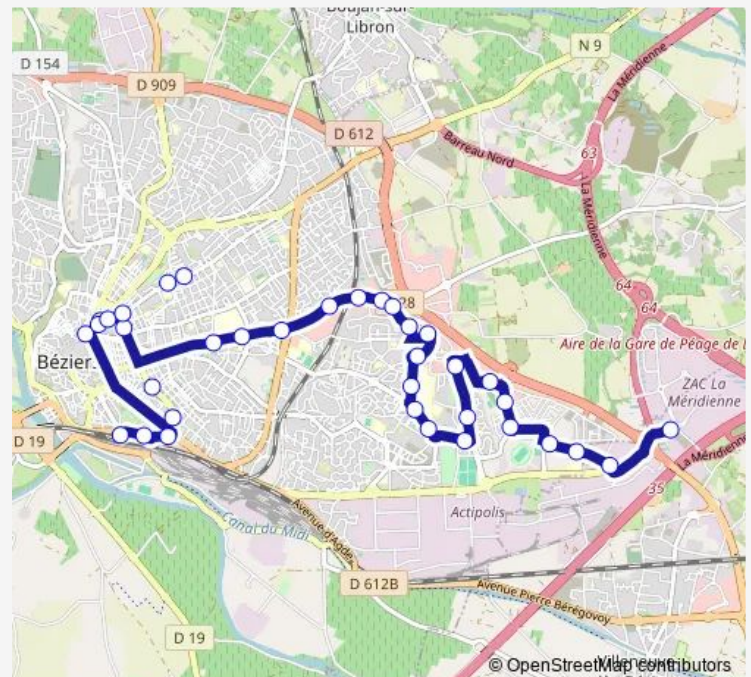 Boujan-sur-
Libron
D 154
N 9
D 909
La Méridienne
D 612
Barreau Nord
63
La Méridienne
64
28
64
Aire de la Gare de Péage de
Bézier
ZAC La
Méridienne
D 19
La Méridienne
35
Actipolis
Canal du Midi
Avenue d'Agde
D 612B
Avenue Pierre Bérégovoy
D 19
© OpenStreetMap contributors